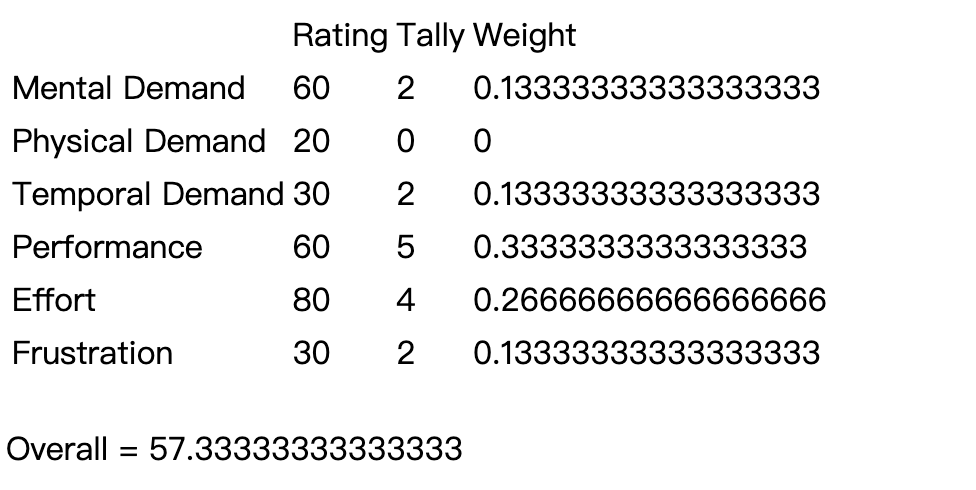 Rating Tally Weight
Mental Demand 60 2 0.13333333333333333
Physical Demand 20 0 0
Temporal Demand 30 2 0.13333333333333333
Performance 60 5 0.3333333333333333
Effort 80 4 0.26666666666666666
Frustration 30 2 0.13333333333333333
Overall = 57.33333333333333